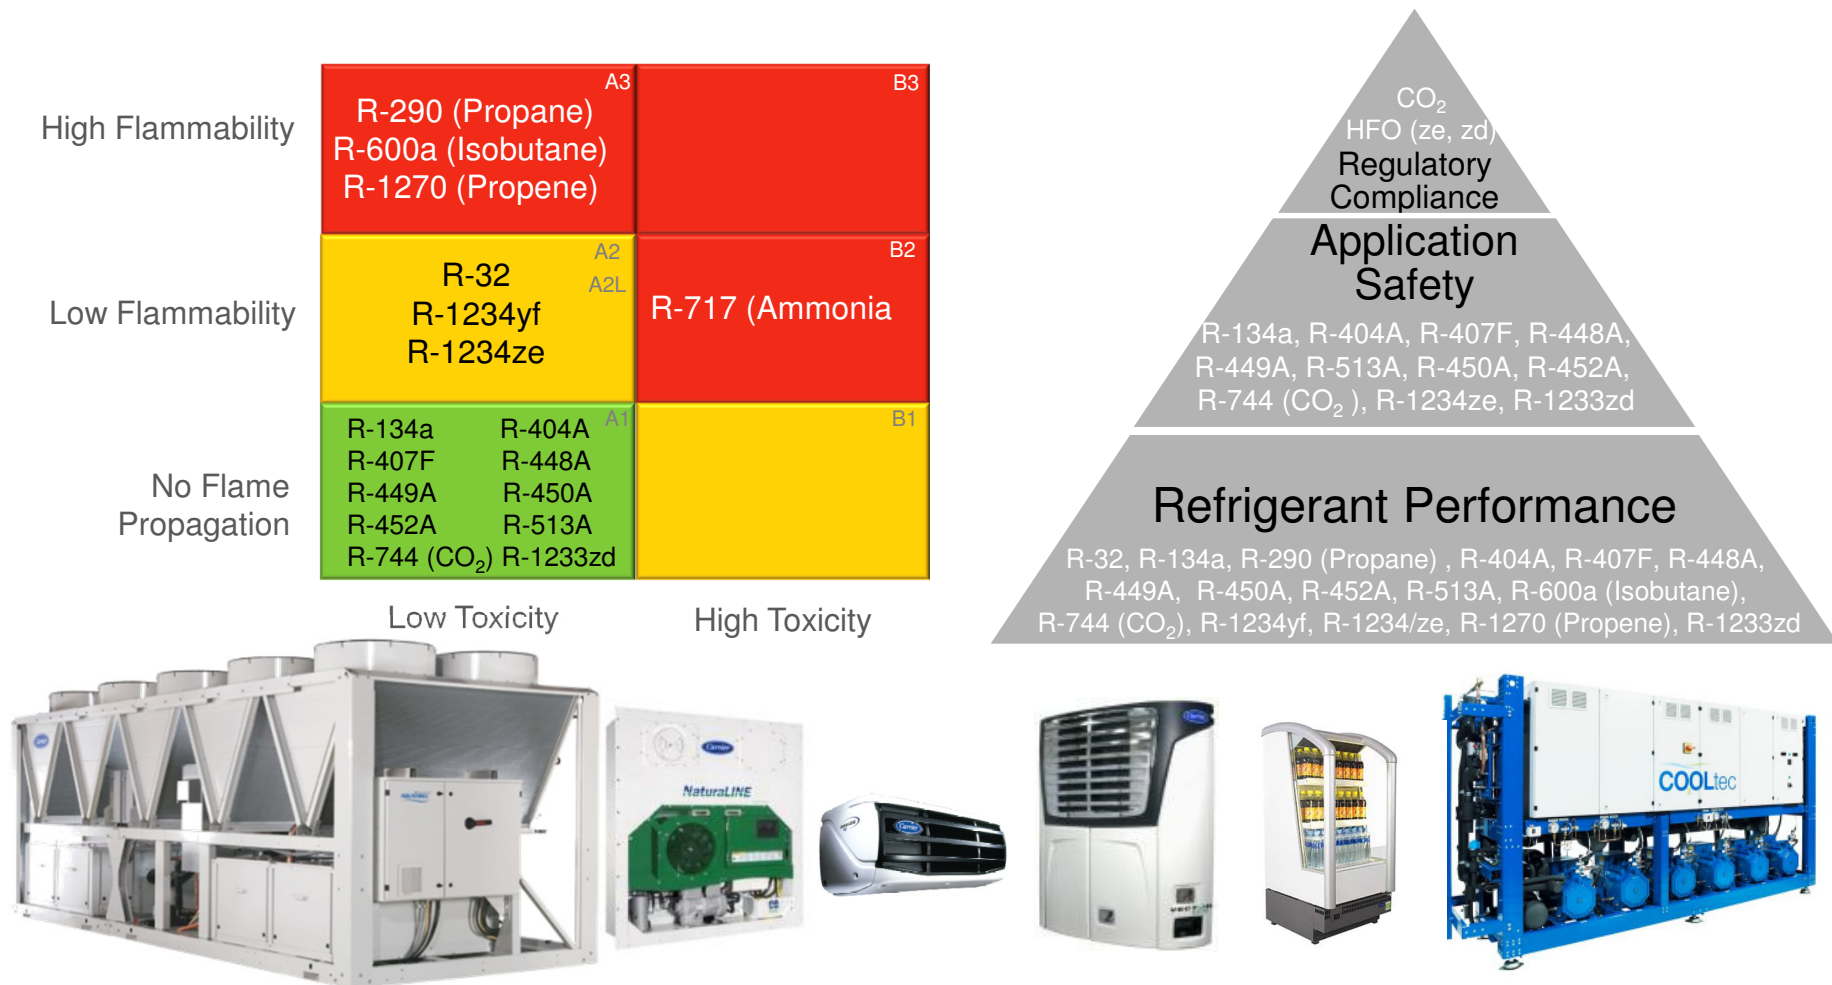 A3
R-290 (Propane)
R-600a (Isobutane)
R-1270 (Propene)
B3
High Flammability
A2
A2L
R-32
R-1234yf
R-1234ze
B2
R-717 (Ammonia
Low Flammability
A1
R-134a R-404A
R-407F R-448A
R-449A R-450A
R-452A R-513A
R-744 (CO₂) R-1233zd
B1
No Flame
Propagation
Low Toxicity
High Toxicity
CO₂
HFO (ze, zd)
Regulatory
Compliance
Application
Safety
R-134a, R-404A, R-407F, R-448A,
R-449A, R-513A, R-450A, R-452A,
R-744 (CO₂ ), R-1234ze, R-1233zd
Refrigerant Performance
R-32, R-134a, R-290 (Propane) , R-404A, R-407F, R-448A,
R-449A, R-450A, R-452A, R-513A, R-600a (Isobutane),
R-744 (CO₂), R-1234yf, R-1234/ze, R-1270 (Propene), R-1233zd
Carrier
NaturaLINE
Carrier
Carrier
COOLtec